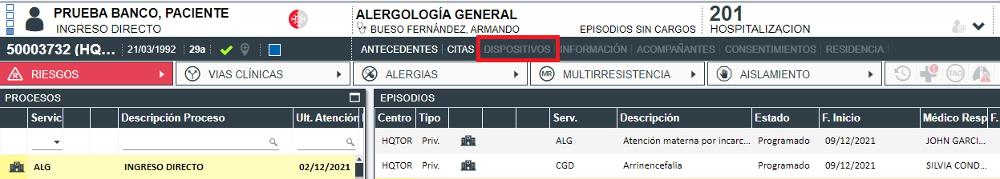 PRUEBA BANCO, PACIENTE
INGRESO DIRECTO
ALERGOLOGÍA GENERAL
BUESO FERNÁNDEZ, ARMANDO EPISODIOS SIN CARGOS
201
HOSPITALIZACION
50003732 (HQ... 21/03/1992 29a
ANTECEDENTES CITAS DISPOSITIVOS INFORMACIÓN ACOMPAÑANTES CONSENTIMIENTOS RESIDENCIA
RIESGOS VIAS CLÍNICAS ALERGIAS MR MULTIRRESISTENCIA AISLAMIENTO TAO
PROCESOS
Servic Descripción Proceso Ult. Atención
ALG INGRESO DIRECTO 02/12/2021
EPISODIOS
Centro Tipo Serv. Descripción Estado F. Inicio Médico Resp F.
HQTOR Priv. ALG Atención materna por incarc... Programado 09/12/2021 JOHN GARCI...
HQTOR Priv. CGD Arrinencefalia Programado 09/12/2021 SILVIA COND...